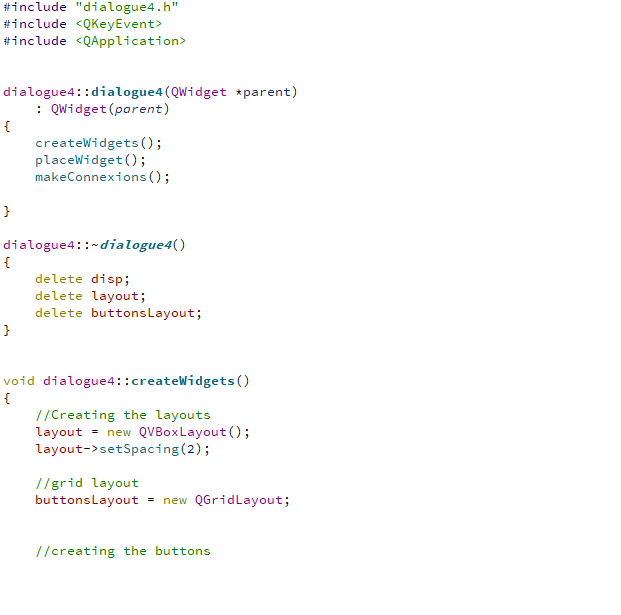 #include "dialogue4.h"
#include <QKeyEvent>
#include <QApplication>
dialogue4::dialogue4(QWidget *parent)
    : QWidget(parent)
{
    createWidgets();
    placeWidget();
    makeConnexions();
}
dialogue4::~dialogue4()
{
    delete disp;
    delete layout;
    delete buttonsLayout;
}
void dialogue4::createWidgets()
{
    //Creating the layouts
    layout = new QVBoxLayout();
    layout->setSpacing(2);
    //grid layout
    buttonsLayout = new QGridLayout;
    //creating the buttons